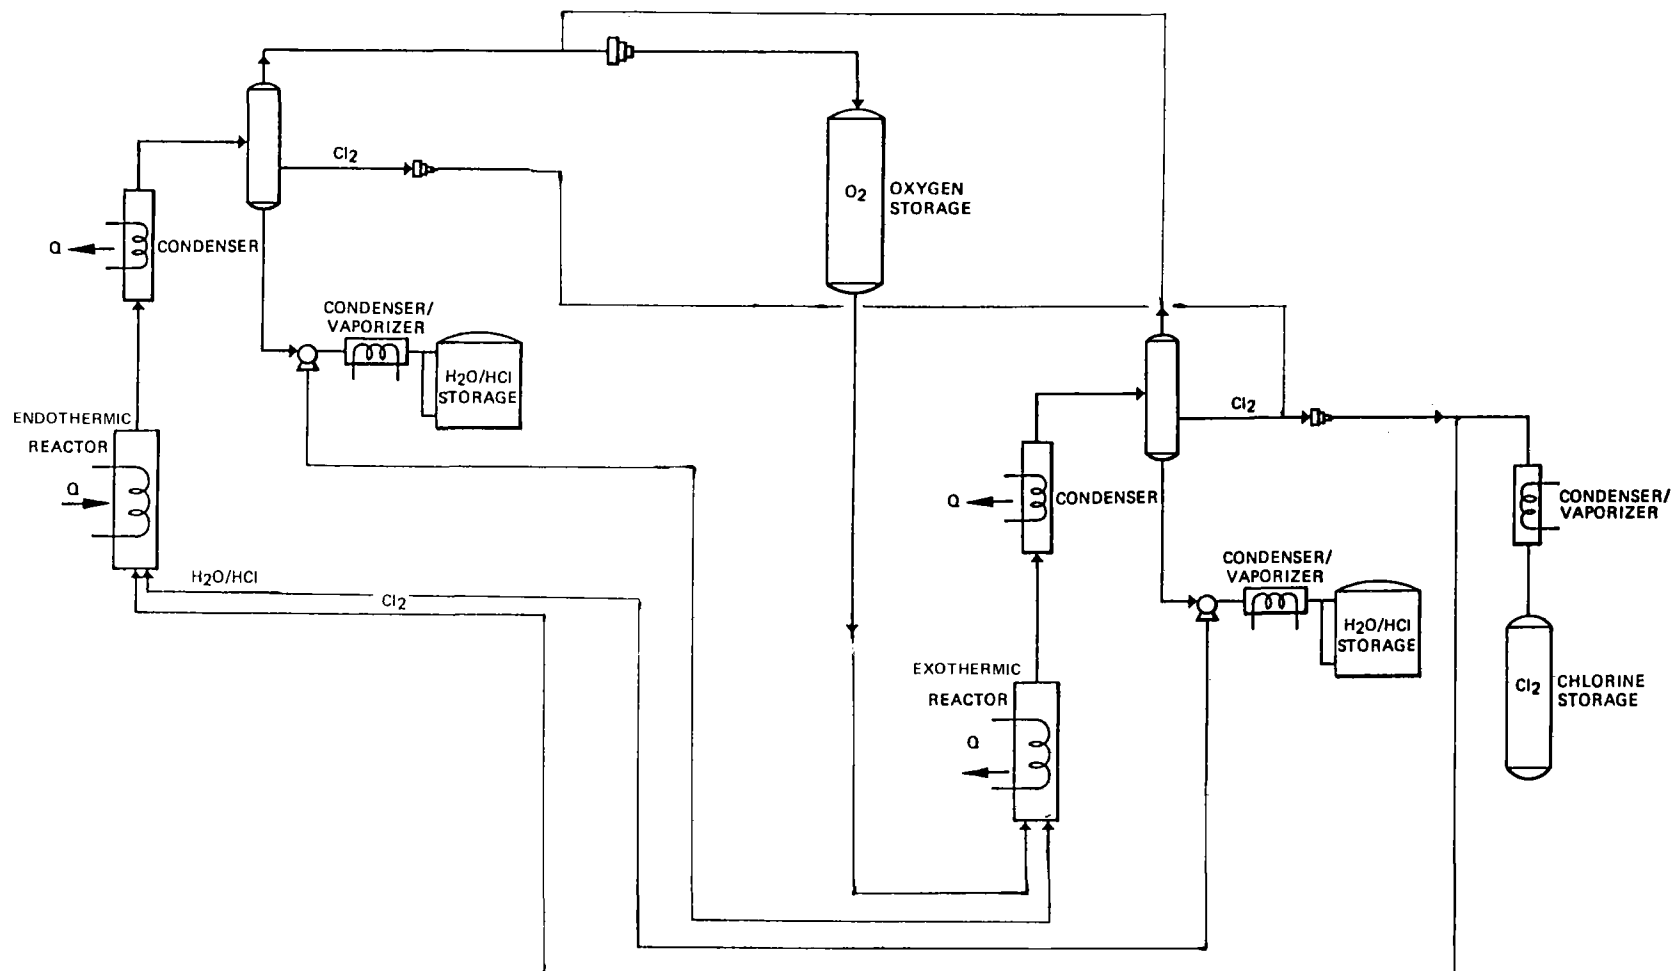 Cl2
O2
OXYGEN
STORAGE
Q
CONDENSER
CONDENSER/
VAPORIZER
H2O/HCl
STORAGE
ENDOTHERMIC
REACTOR
Q
Cl2
Q
CONDENSER
CONDENSER/
VAPORIZER
CONDENSER/
VAPORIZER
H2O/HCl
Cl2
H2O/HCl
STORAGE
EXOTHERMIC
REACTOR
Q
Cl2
CHLORINE
STORAGE